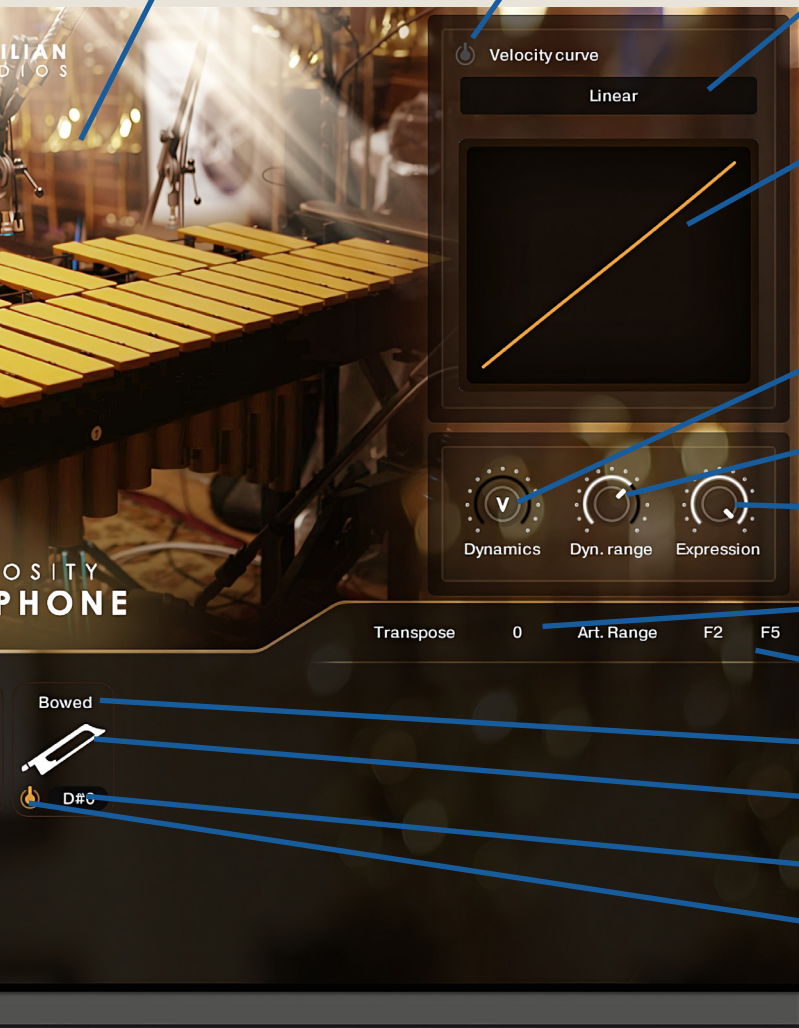 ILIAN
DIOS
Velocity curve
Linear
V
Dynamics
Dyn. range
Expression
OSITY
PHONE
Transpose
0
Art. Range
F2
F5
Bowed
D#0